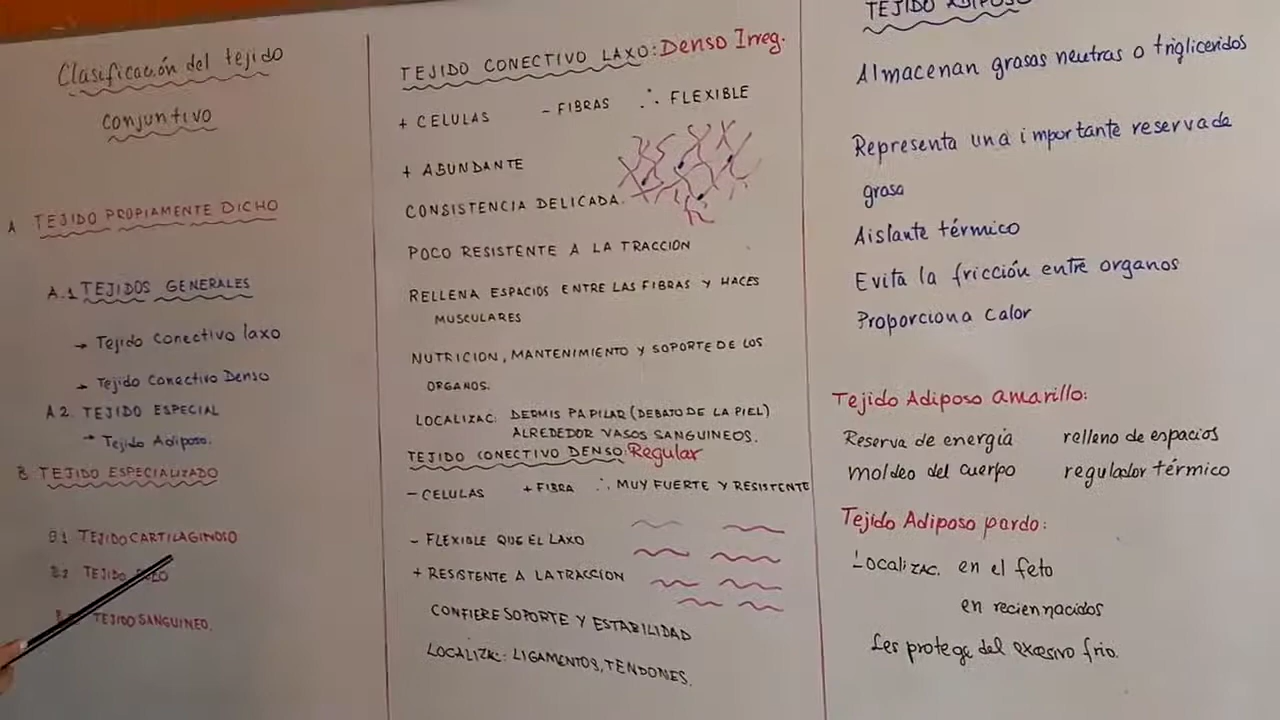 Clasificación del tejido
conjuntivo
A TEJIDO PROPIAMENTE DICHO
A.1 TEJIDOS GENERALES
→ Tejido conectivo laxo
→ Tejido Conectivo Denso
A2. TEJIDO ESPECIAL
→ Tejido Adiposo.
B TEJIDO ESPECIALIZADO
B.1 TEJIDO CARTILAGINOSO
B.2 TEJIDO
TEJIDO SANGUINEO.
TEJIDO CONECTIVO LAXO: Denso Irreg.
+ CELULAS - FIBRAS ∴ FLEXIBLE
+ ABUNDANTE
CONSISTENCIA DELICADA.
POCO RESISTENTE A LA TRACCION
RELLENA ESPACIOS ENTRE LAS FIBRAS Y HACES
MUSCULARES
NUTRICION, MANTENIMIENTO Y SOPORTE DE LOS
ORGANOS.
LOCALIZAC: DERMIS PAPILAR (DEBAJO DE LA PIEL)
ALREDEDOR VASOS SANGUINEOS.
TEJIDO CONECTIVO DENSO: Regular
- CELULAS + FIBRA ∴ MUY FUERTE Y RESISTENTE
- FLEXIBLE QUE EL LAXO
+ RESISTENTE A LA TRACCION
CONFIERE SOPORTE Y ESTABILIDAD
LOCALIZAC: LIGAMENTOS, TENDONES.
TEJIDO ADIPOSO
Almacenan grasas neutras o trigliceridos
Representa una importante reserva de
grasa
Aislante térmico
Evita la fricción entre organos
Proporciona calor
Tejido Adiposo amarillo:
Reserva de energía relleno de espacios
moldeo del cuerpo regulador térmico
Tejido Adiposo pardo:
Localizac. en el feto
en recien nacidos
Les protege del excesivo frio.